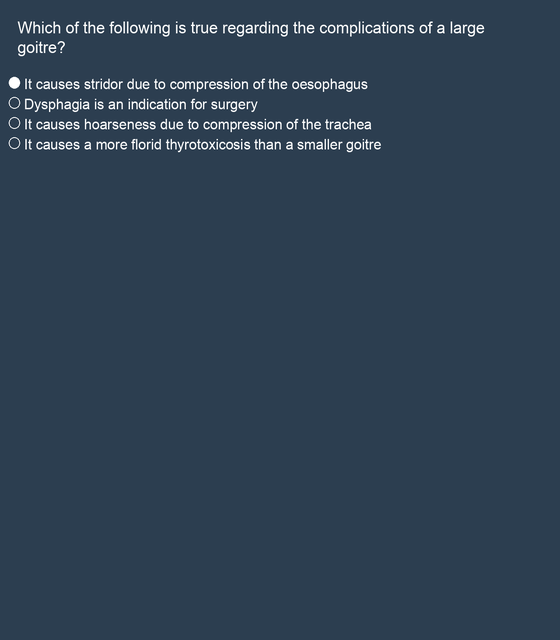 Which of the following is true regarding the complications of a large
goitre?
It causes stridor due to compression of the oesophagus
Dysphagia is an indication for surgery
It causes hoarseness due to compression of the trachea
It causes a more florid thyrotoxicosis than a smaller goitre